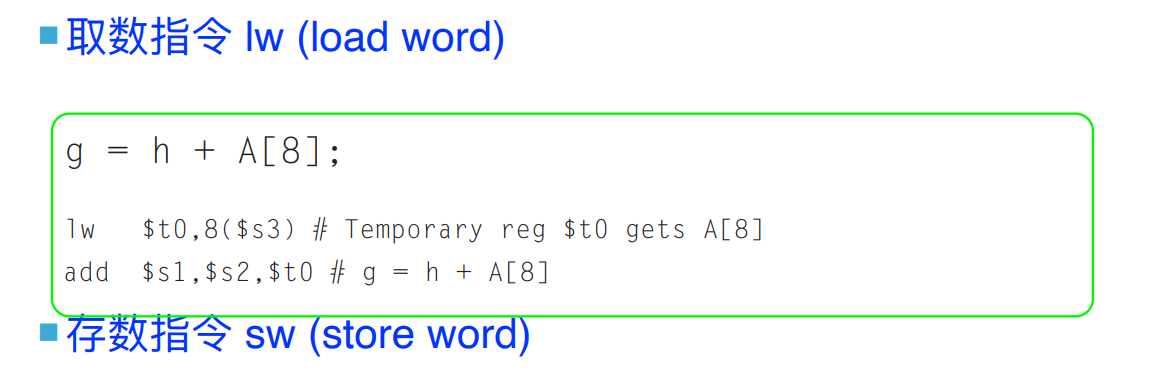 取数指令 lw (load word)
g = h + A[8];
lw $t0,8($s3) # Temporary reg $t0 gets A[8]
add $s1,$s2,$t0 # g = h + A[8]
存数指令 sw (store word)